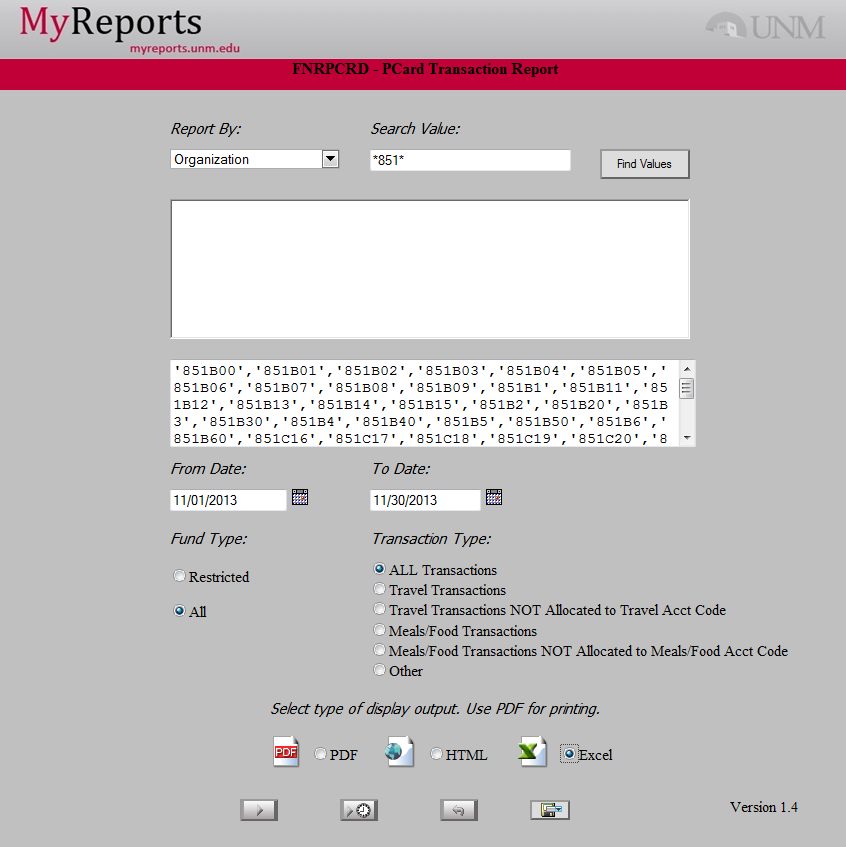 MyReports
myreports.unm.edu
UNM
FNRPCRD - PCard Transaction Report
Report By:
Search Value:
Organization
*851*
Find Values
'851B00','851B01','851B02','851B03','851B04','851B05','
851B06','851B07','851B08','851B09','851B1','851B11','85
1B12','851B13','851B14','851B15','851B2','851B20','851B
3','851B30','851B4','851B40','851B5','851B50','851B6','
851B60','851C16','851C17','851C18','851C19','851C20','8
From Date:
To Date:
11/01/2013
11/30/2013
Fund Type:
Transaction Type:
Restricted
All
ALL Transactions
Travel Transactions
Travel Transactions NOT Allocated to Travel Acct Code
Meals/Food Transactions
Meals/Food Transactions NOT Allocated to Meals/Food Acct Code
Other
Select type of display output. Use PDF for printing.
PDF
PDF
HTML
Excel
Version 1.4